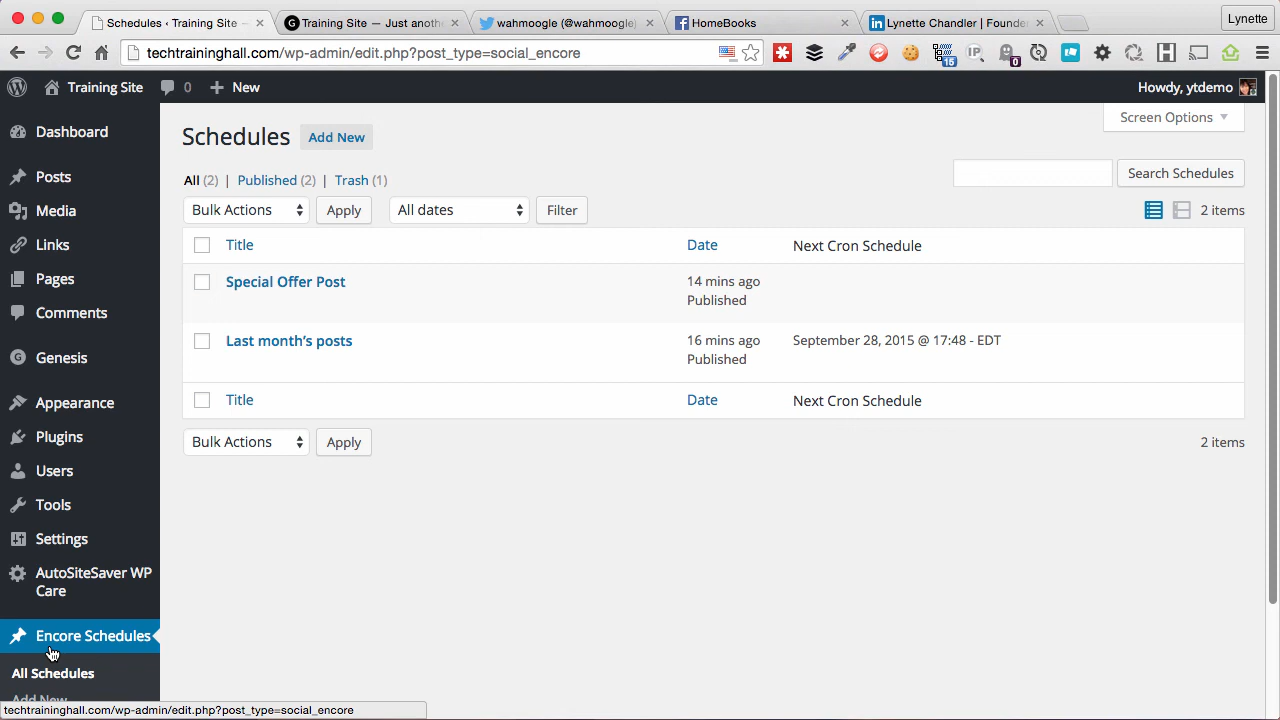 Schedules ‹ Training Site —
Training Site — Just anoth
wahmoogle (@wahmoogle)
HomeBooks
Lynette Chandler | Founder
Lynette
techtraininghall.com/wp-admin/edit.php?post_type=social_encore
15
IP
0
Training Site
0
New
Howdy, ytdemo
Dashboard
Posts
Media
Links
Pages
Comments
Genesis
Appearance
Plugins
Users
Tools
Settings
AutoSiteSaver WP
Care
Encore Schedules
All Schedules
Add New
Schedules
Add New
Screen Options
All (2) | Published (2) | Trash (1)
Search Schedules
Bulk Actions
Apply
All dates
Filter
2 items
Title
Date
Next Cron Schedule
Special Offer Post
14 mins ago
Published
Last month's posts
16 mins ago
Published
September 28, 2015 @ 17:48 - EDT
Title
Date
Next Cron Schedule
Bulk Actions
Apply
2 items
techtraininghall.com/wp-admin/edit.php?post_type=social_encore